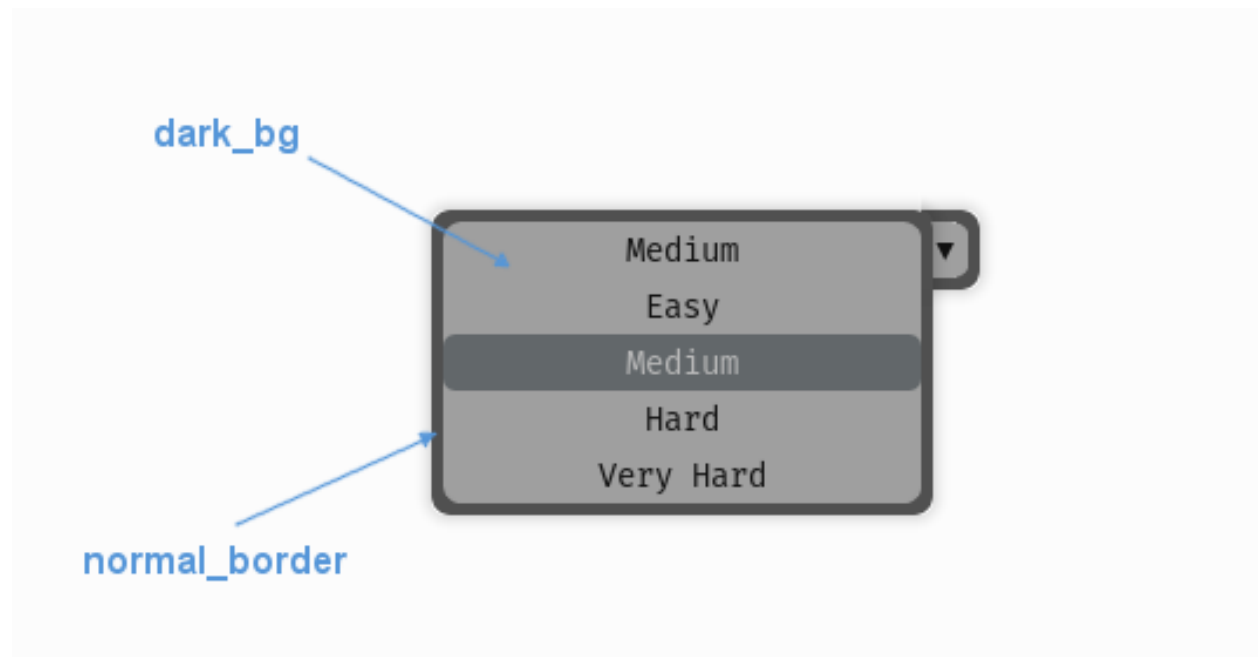 dark_bg
Medium ▼
Easy
Medium
Hard
Very Hard
normal_border